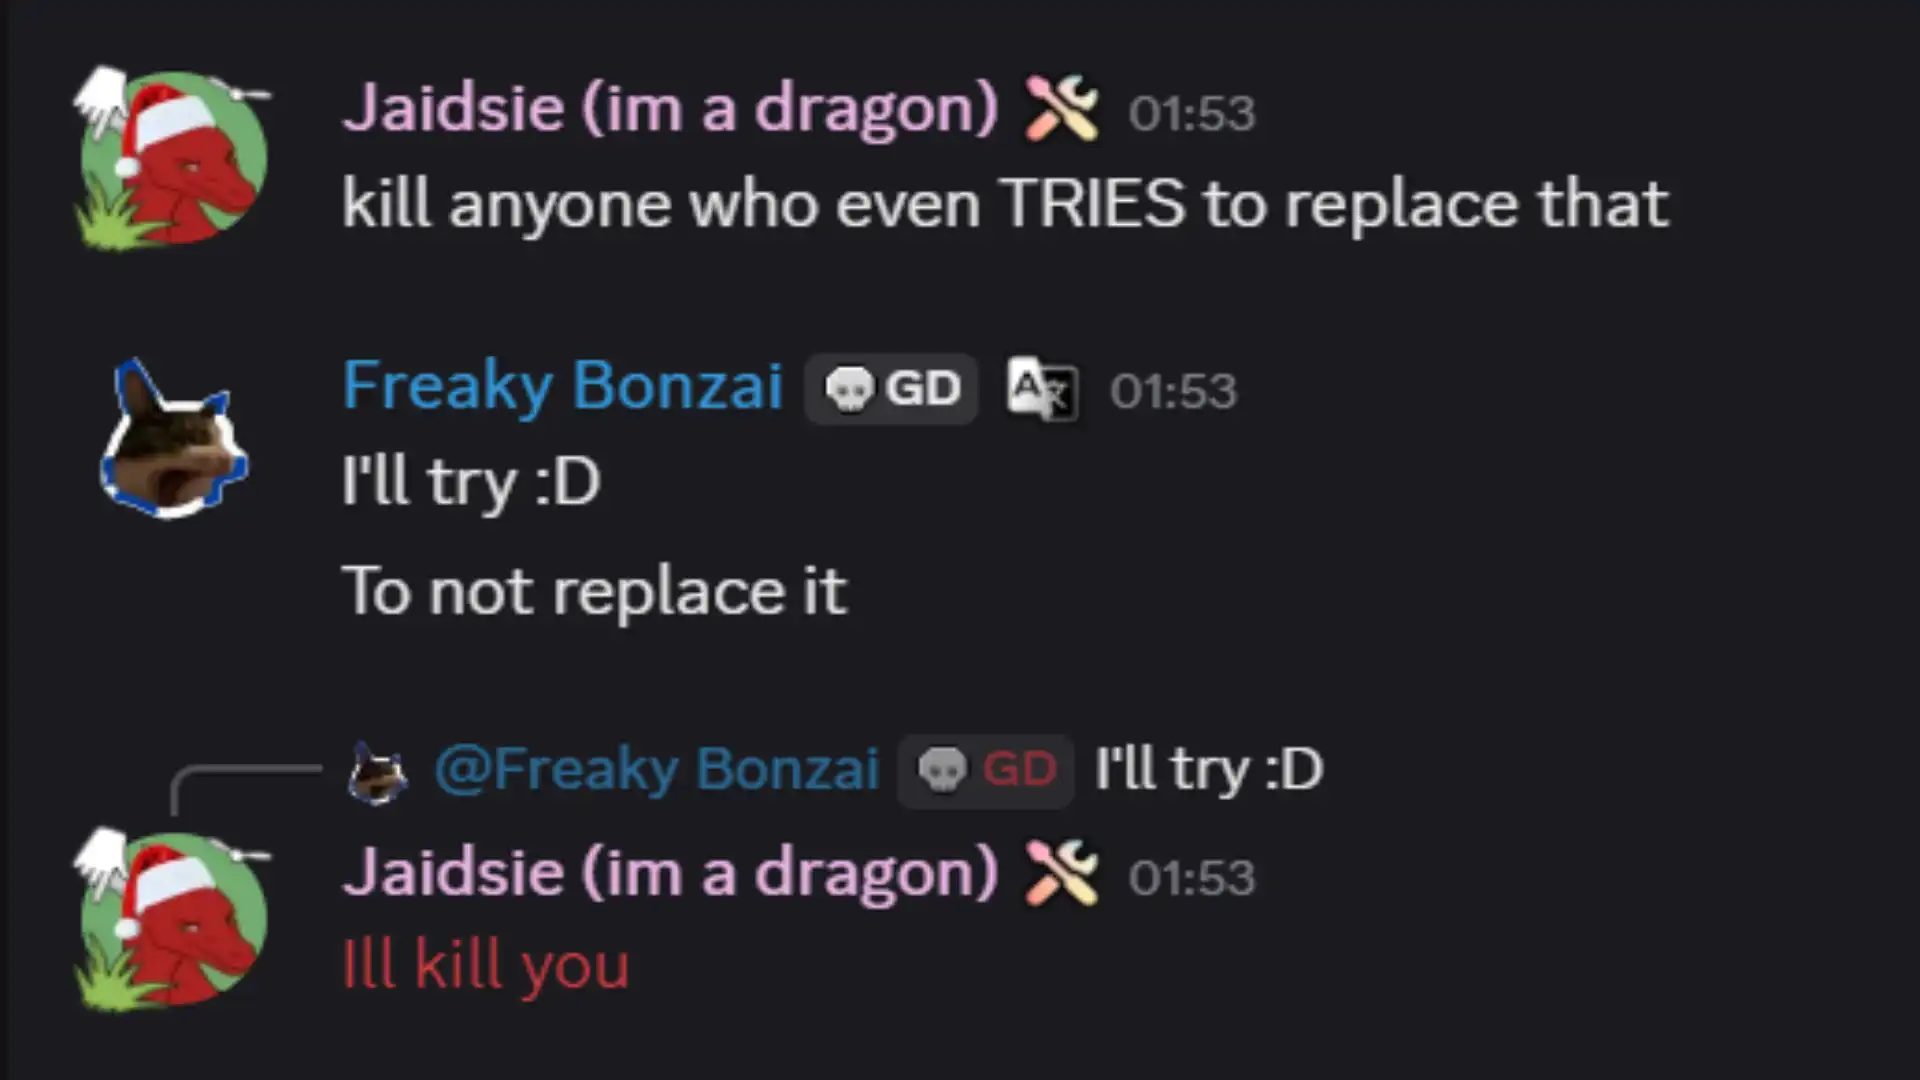 Jaidsie (im a dragon) 01:53
kill anyone who even TRIES to replace that
Freaky Bonzai GD 01:53
I'll try :D
To not replace it
@Freaky Bonzai GD I'll try :D
Jaidsie (im a dragon) 01:53
Ill kill you